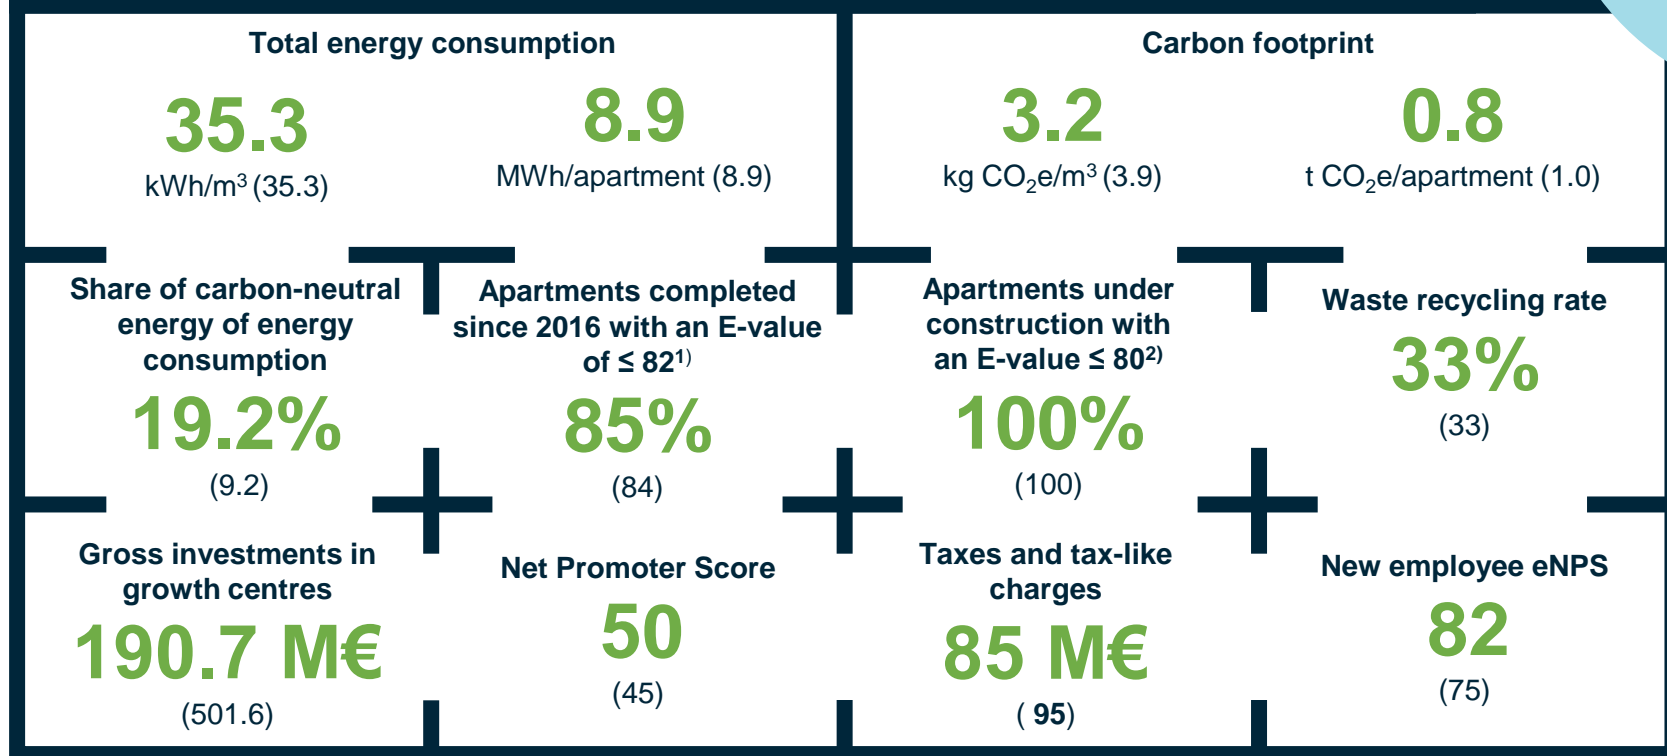 Total energy consumption
35.3
kWh/m³ (35.3)
8.9
MWh/apartment (8.9)
Carbon footprint
3.2
kg CO₂e/m³ (3.9)
0.8
t CO₂e/apartment (1.0)
Share of carbon-neutral
energy of energy
consumption
19.2%
(9.2)
Apartments completed
since 2016 with an E-value
of ≤ 82¹⁾
85%
(84)
Apartments under
construction with
an E-value ≤ 80²⁾
100%
(100)
Waste recycling rate
33%
(33)
Gross investments in
growth centres
190.7 M€
(501.6)
Net Promoter Score
50
(45)
Taxes and tax-like
charges
85 M€
( 95)
New employee eNPS
82
(75)